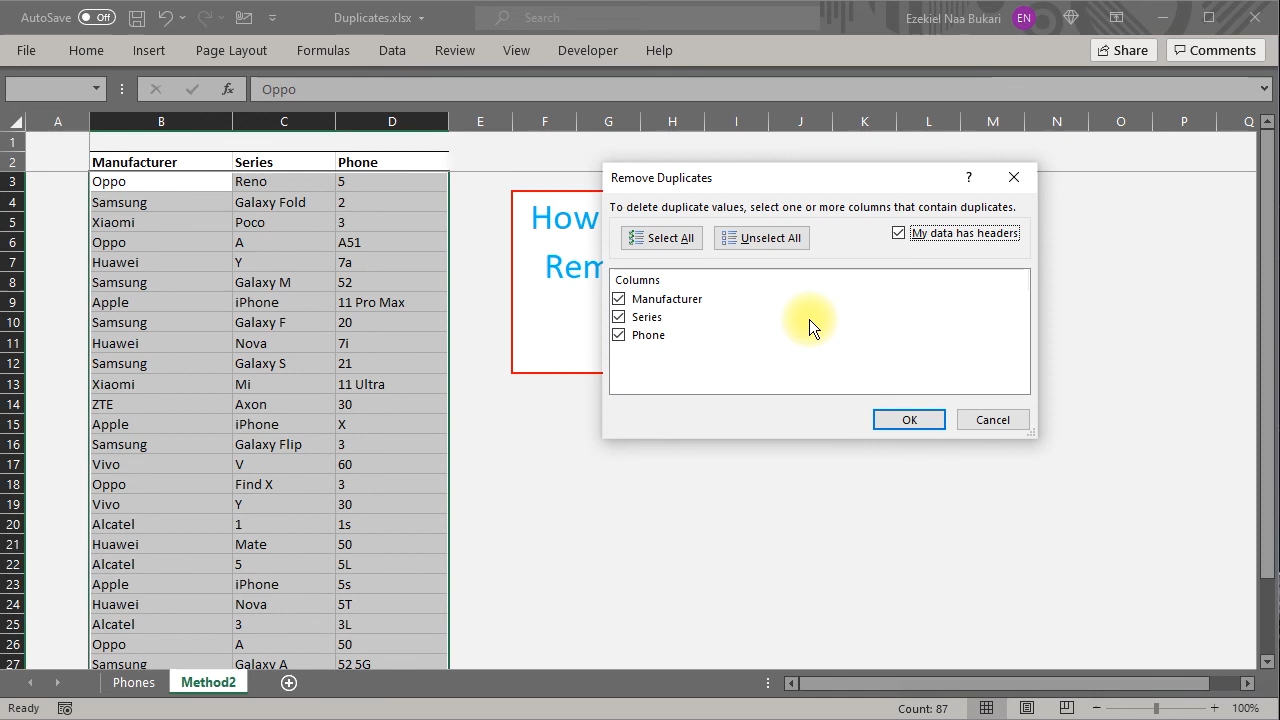 AutoSave Off Duplicates.xlsx Search Ezekiel Naa Bukari EN
File Home Insert Page Layout Formulas Data Review View Developer Help Share Comments
fx Oppo
A B C D E F G H I J K L M N O P Q
1
2 Manufacturer Series Phone
3 Oppo Reno 5
4 Samsung Galaxy Fold 2
5 Xiaomi Poco 3
6 Oppo A A51
7 Huawei Y 7a
8 Samsung Galaxy M 52
9 Apple iPhone 11 Pro Max
10 Samsung Galaxy F 20
11 Huawei Nova 7i
12 Samsung Galaxy S 21
13 Xiaomi Mi 11 Ultra
14 ZTE Axon 30
15 Apple iPhone X
16 Samsung Galaxy Flip 3
17 Vivo V 60
18 Oppo Find X 3
19 Vivo Y 30
20 Alcatel 1 1s
21 Huawei Mate 50
22 Alcatel 5 5L
23 Apple iPhone 5s
24 Huawei Nova 5T
25 Alcatel 3 3L
26 Oppo A 50
27 Samsung Galaxy A 52 5G
How
Rem
Remove Duplicates ?
To delete duplicate values, select one or more columns that contain duplicates.
Select All Unselect All My data has headers
Columns
Manufacturer
Series
Phone
OK Cancel
Phones Method2
Ready Count: 87 100%